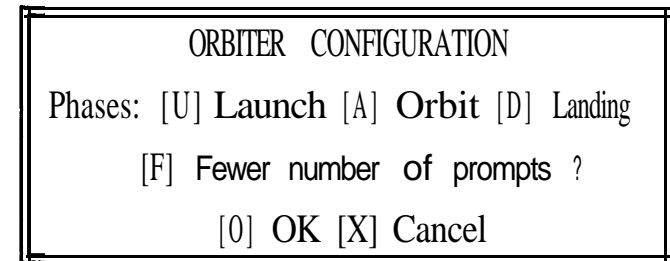 ORBITER CONFIGURATION
Phases: [U] Launch [A] Orbit [D] Landing
[F] Fewer number of prompts ?
[0] OK [X] Cancel